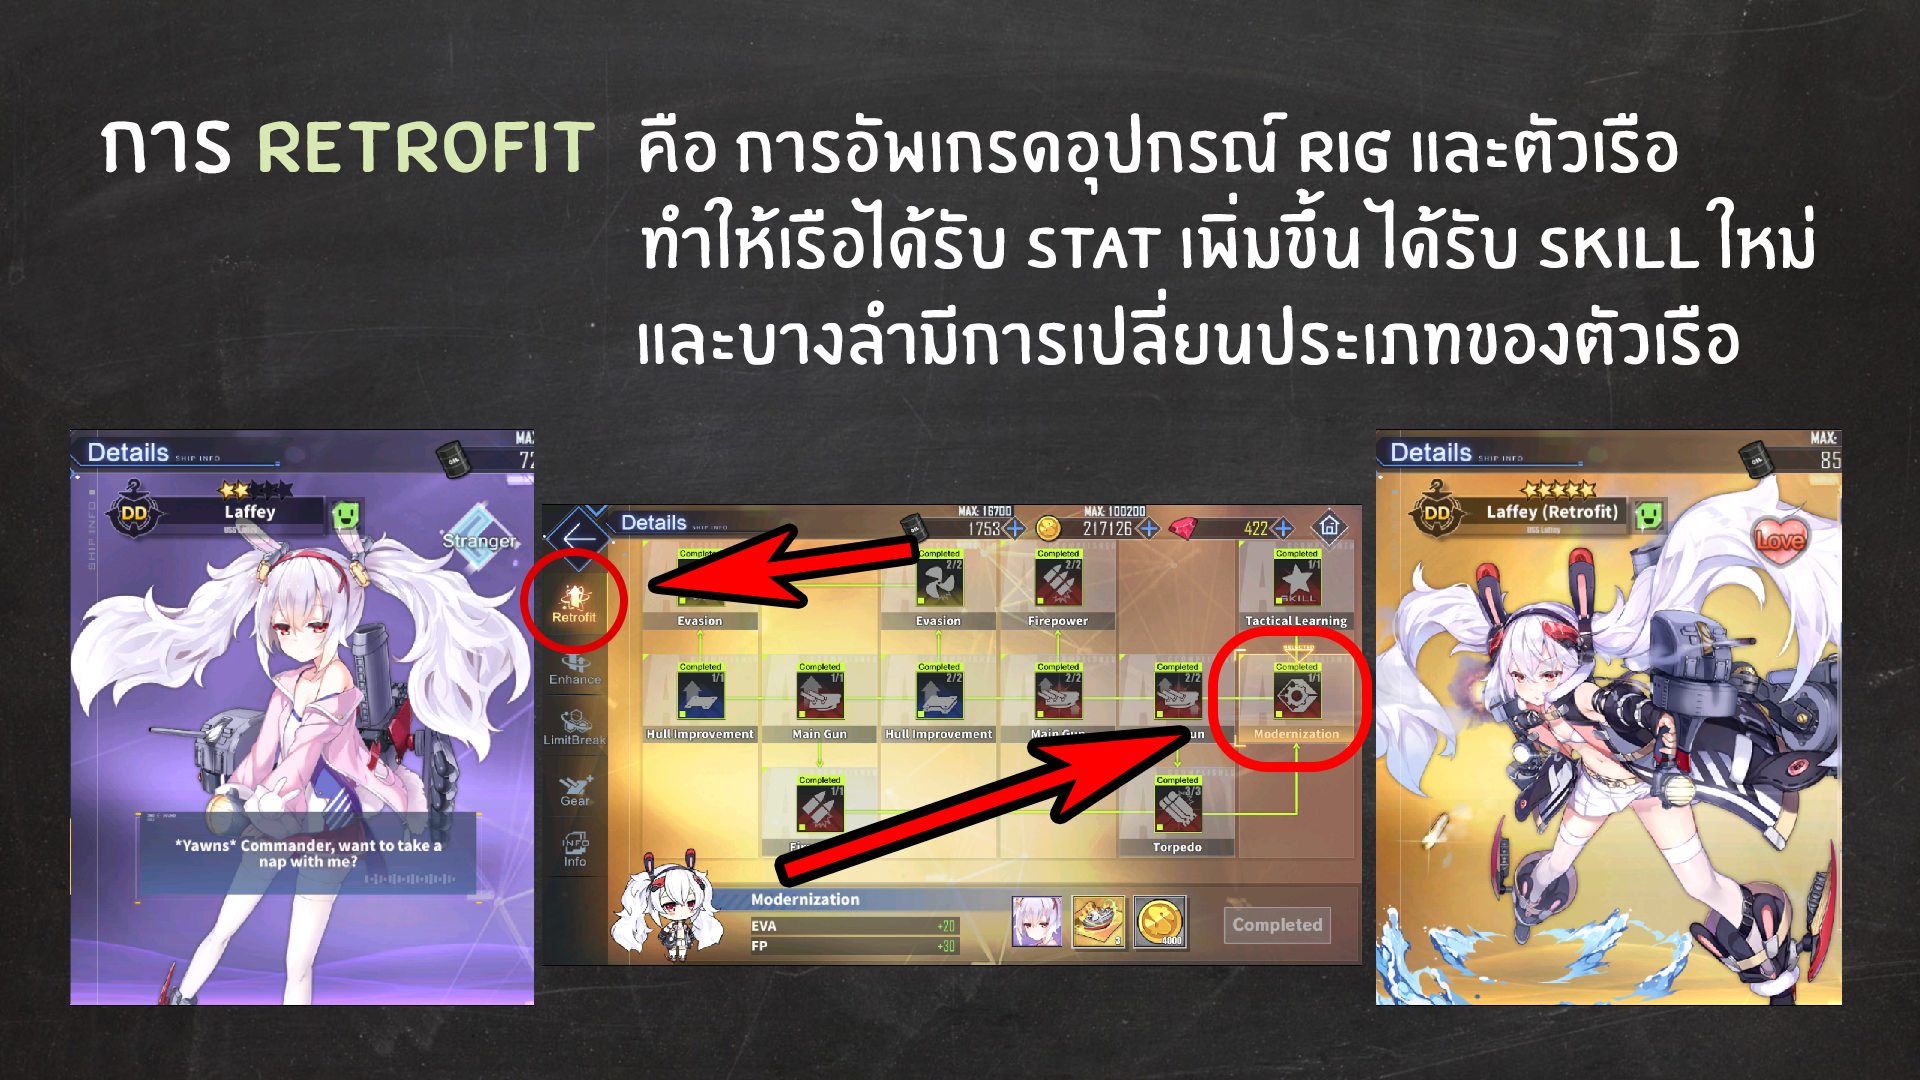 การ RETROFIT คือ การอัพเกรดอุปกรณ์ RIG และตัวเรือ
ทำให้เรือได้รับ STAT เพิ่มขึ้น ได้รับ SKILL ใหม่
และบางลำมีการเปลี่ยนประเภทของตัวเรือ
Details SHIP INFO
SHIP INFO
DD Laffey
USS Laffey
Stranger
*Yawns* Commander, want to take a
nap with me?
Details SHIP INFO
MAX: 16700 MAX: 100200
1753 217126 422
Retrofit
Enhance
LimitBreak
Gear
INFO
Info
Completed Completed Completed
2/2 2/2 1/1
SKILL
Evasion Evasion Firepower Tactical Learning
SELECTED
Completed Completed Completed Completed Completed Completed
1/1 1/1 2/2 2/2 2/2 1/1
Hull Improvement Main Gun Hull Improvement Main Gun Modernization
Completed Completed
1/1 3/3
Torpedo
Modernization
EVA +20
FP +30
3 4000
Completed
Details SHIP INFO
MAX:
85
DD Laffey (Retrofit)
USS Laffey
Love